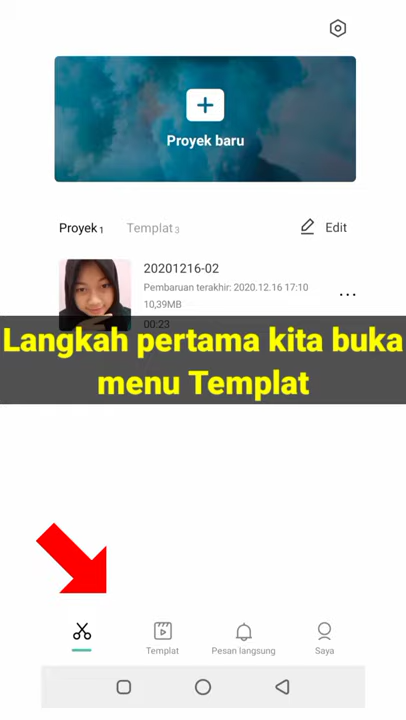 Proyek baru
Proyek 1 Templat 3 Edit
20201216-02
Pembaruan terakhir: 2020.12.16 17:10
10,39MB
00:23
Langkah pertama kita buka
menu Templat
Templat Pesan langsung Saya